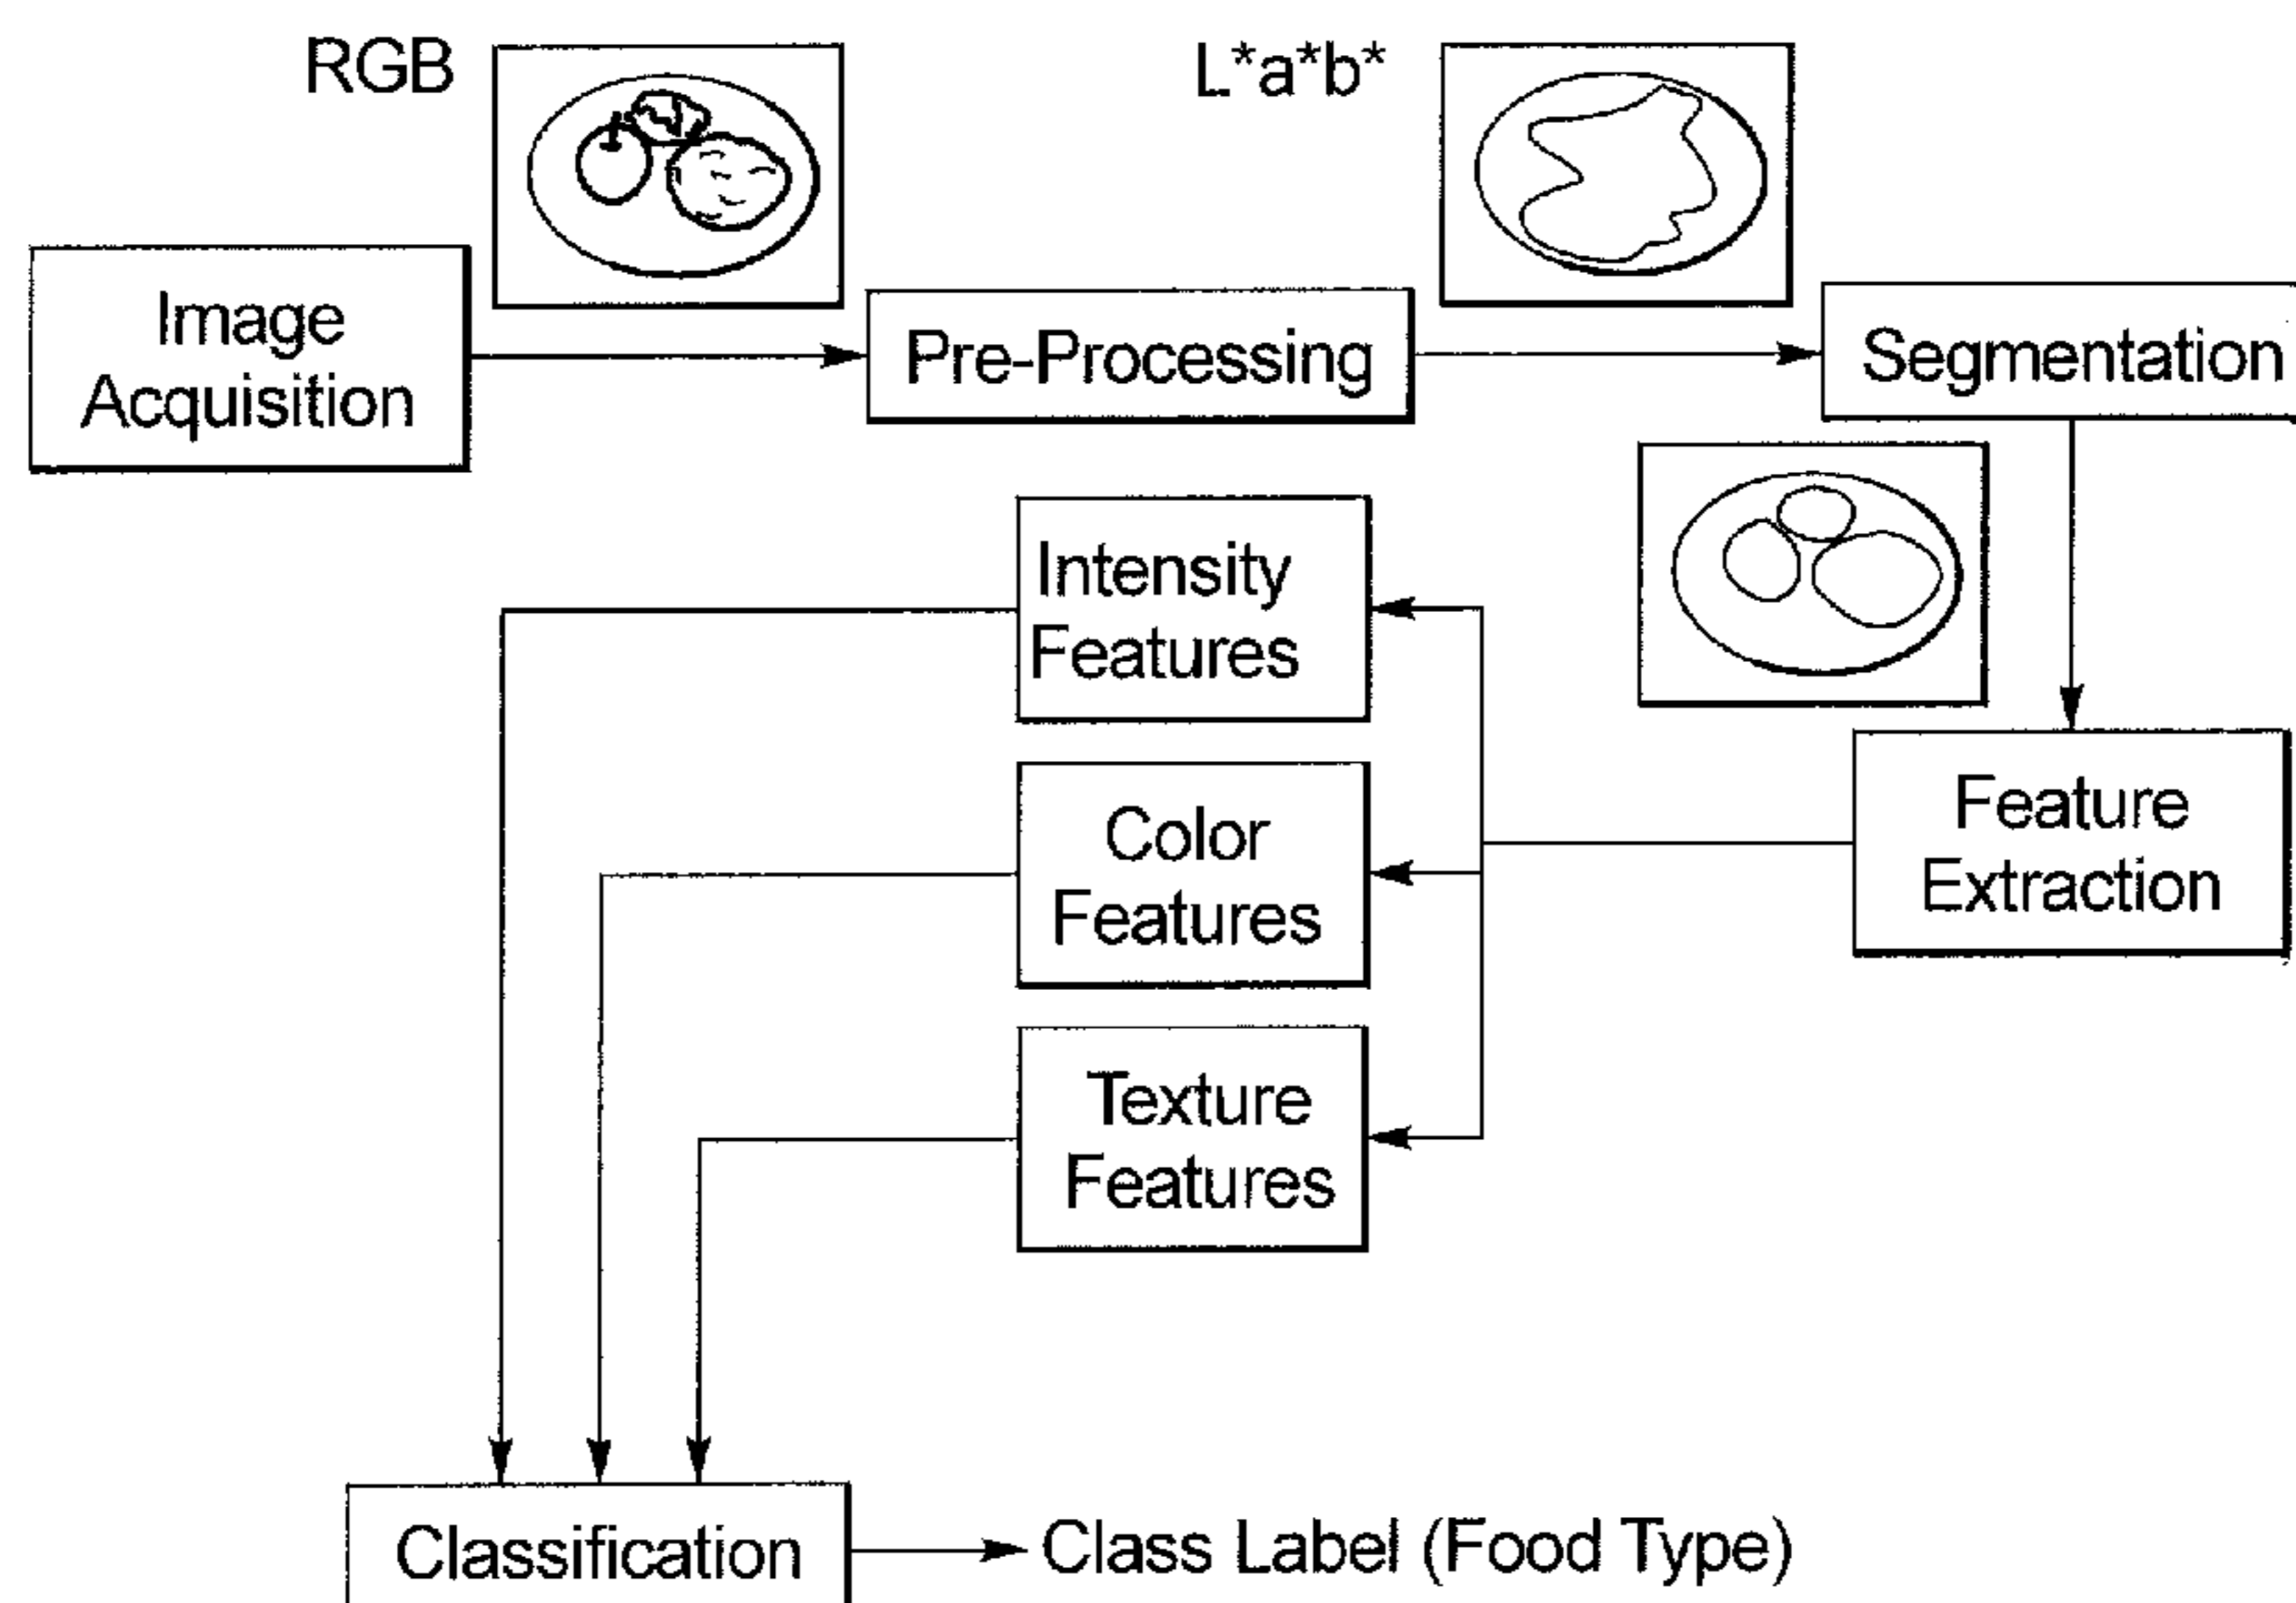 RGB
L*a*b*
Image
Acquisition
Pre-Processing
Segmentation
Intensity
Features
Color
Features
Feature
Extraction
Texture
Features
Classification
Class Label (Food Type)